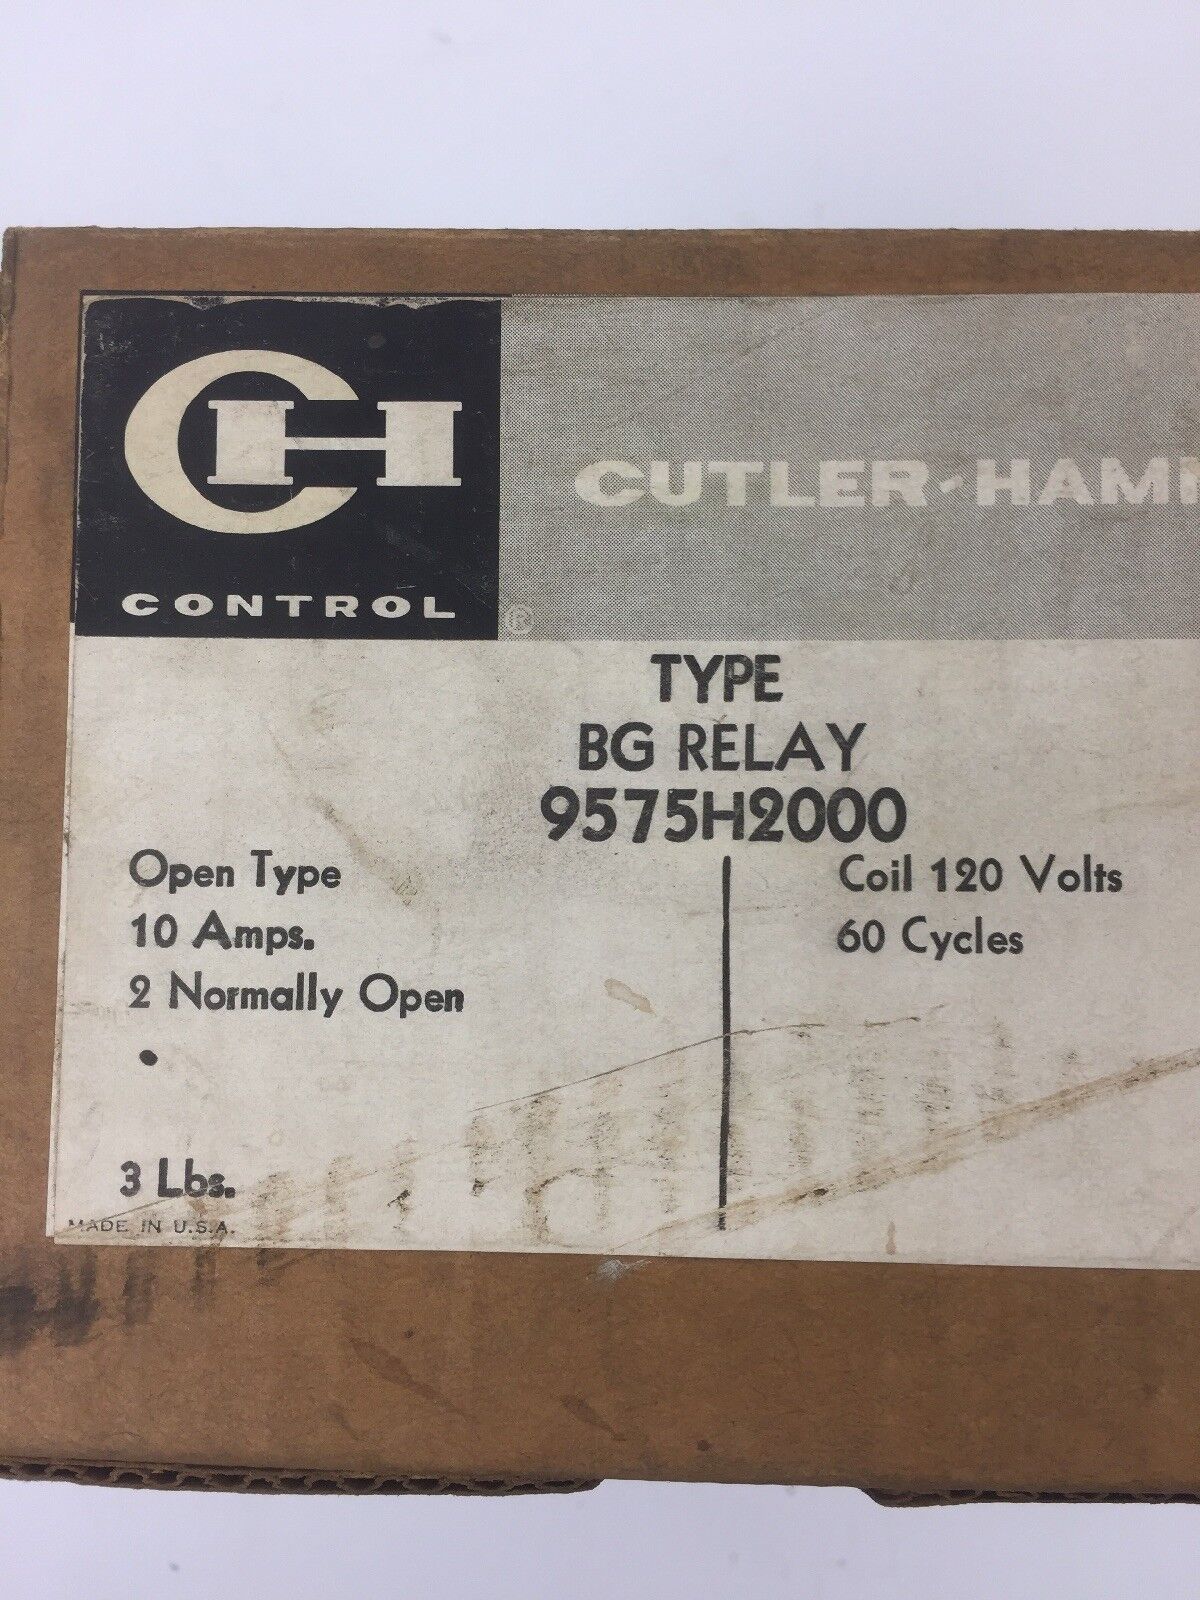 CH
CUTLER-HAM
CONTROL ®
TYPE
BG RELAY
9575H2000
Open Type
10 Amps.
2 Normally Open
Coil 120 Volts
60 Cycles
3 Lbs.
MADE IN U.S.A.